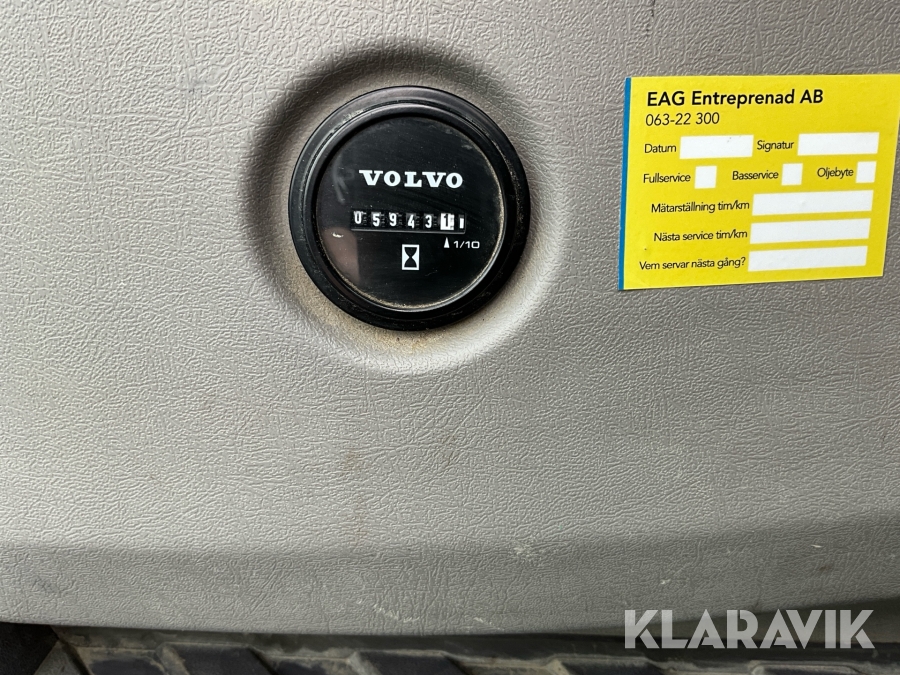 VOLVO
059431
1/10
EAG Entreprenad AB
063-22 300
Datum Signatur
Fullservice Basservice Oljebyte
Mätarställning tim/km
Nästa service tim/km
Vem servar nästa gång?
KLARAVIK